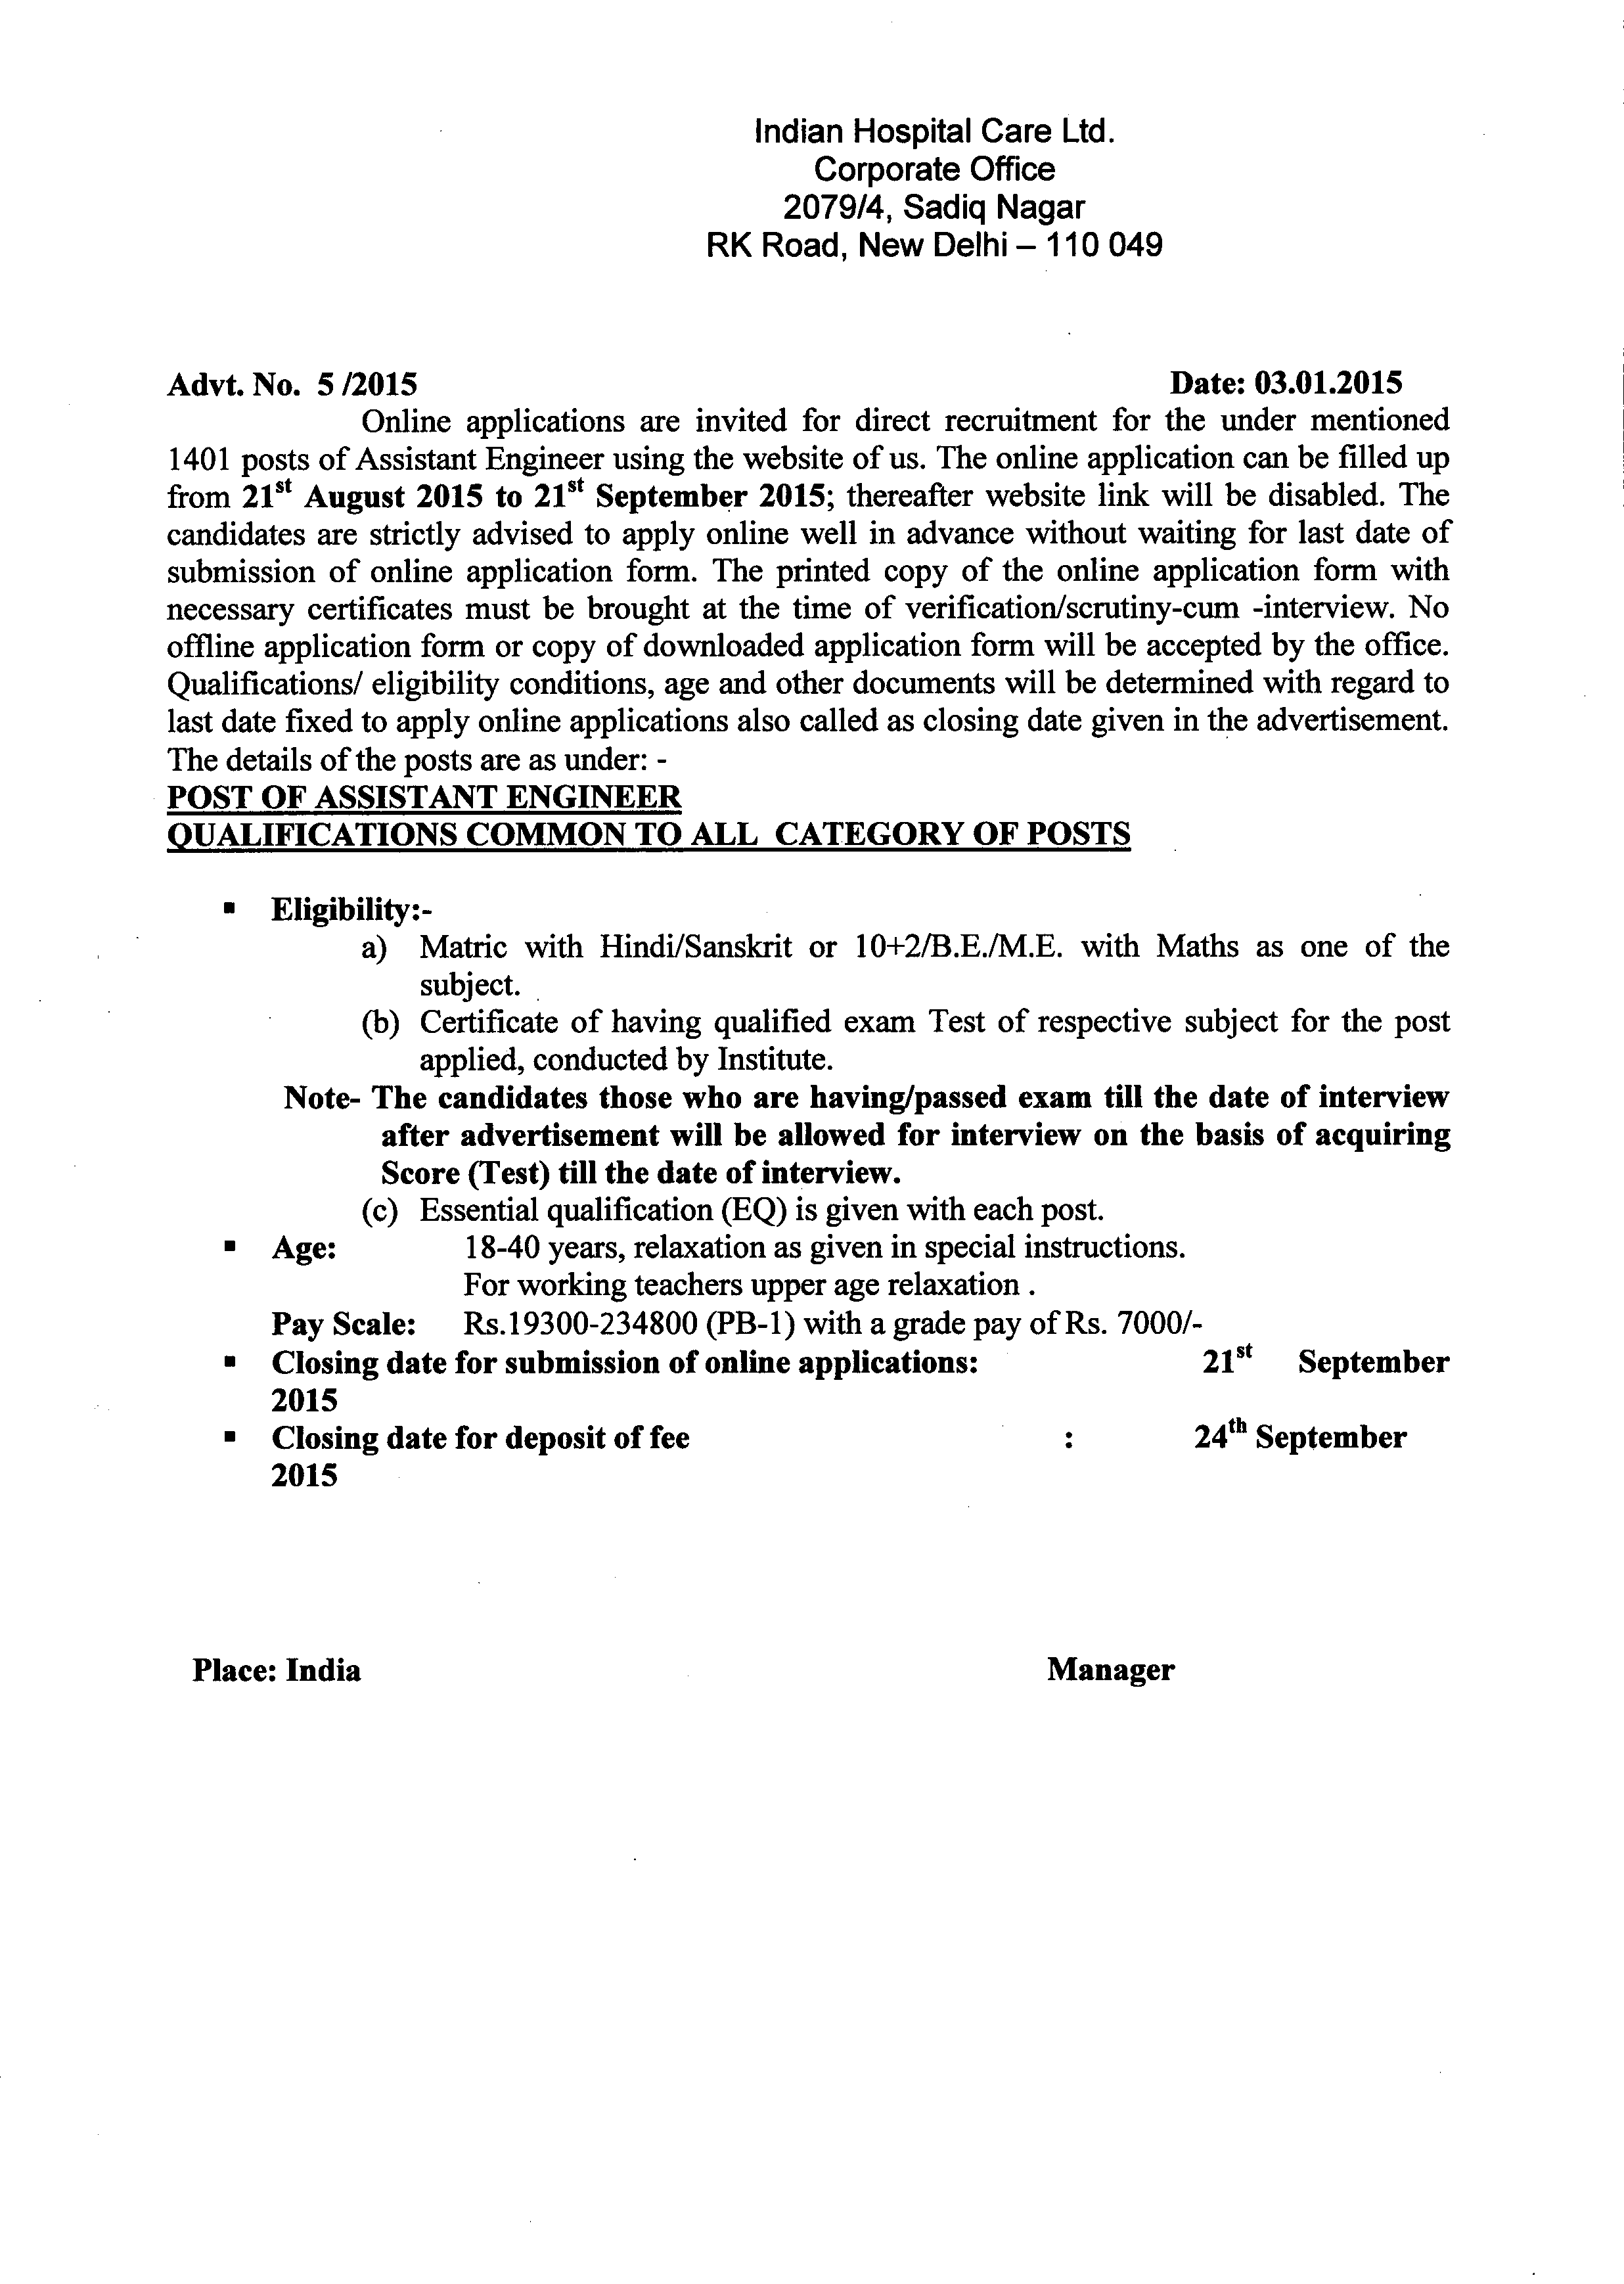 Indian Hospital Care Ltd.
Corporate Office
2079/4, Sadiq Nagar
RK Road, New Delhi – 110 049
Advt. No. 5 /2015 Date: 03.01.2015
Online applications are invited for direct recruitment for the under mentioned
1401 posts of Assistant Engineer using the website of us. The online application can be filled up
from 21st August 2015 to 21st September 2015; thereafter website link will be disabled. The
candidates are strictly advised to apply online well in advance without waiting for last date of
submission of online application form. The printed copy of the online application form with
necessary certificates must be brought at the time of verification/scrutiny-cum -interview. No
offline application form or copy of downloaded application form will be accepted by the office.
Qualifications/ eligibility conditions, age and other documents will be determined with regard to
last date fixed to apply online applications also called as closing date given in the advertisement.
The details of the posts are as under: -
POST OF ASSISTANT ENGINEER
QUALIFICATIONS COMMON TO ALL CATEGORY OF POSTS
▪ Eligibility:-
a) Matric with Hindi/Sanskrit or 10+2/B.E./M.E. with Maths as one of the
subject.
(b) Certificate of having qualified exam Test of respective subject for the post
applied, conducted by Institute.
Note- The candidates those who are having/passed exam till the date of interview
after advertisement will be allowed for interview on the basis of acquiring
Score (Test) till the date of interview.
(c) Essential qualification (EQ) is given with each post.
▪ Age: 18-40 years, relaxation as given in special instructions.
For working teachers upper age relaxation .
Pay Scale: Rs.19300-234800 (PB-1) with a grade pay of Rs. 7000/-
▪ Closing date for submission of online applications: 21st September
2015
▪ Closing date for deposit of fee : 24th September
2015
Place: India Manager